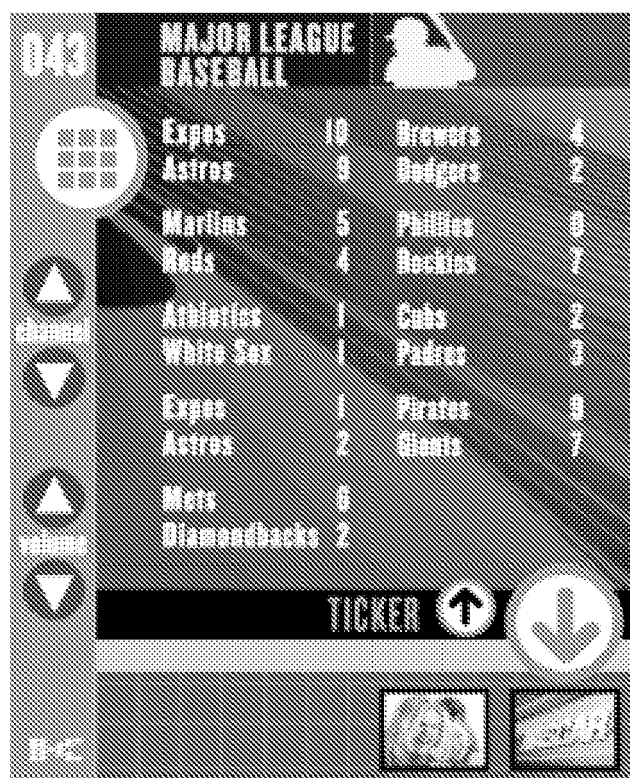 043
MAJOR LEAGUE
BASEBALL
Expos 10
Astros 9
Marlins 5
Reds 4
Athletics 1
White Sox 1
Expos 1
Astros 2
Mets 6
Diamondbacks 2
Brewers 4
Dodgers 2
Phillies
Rockies 7
Cubs 2
Padres 3
Pirates 9
Giants 7
channel
volume
TICKER